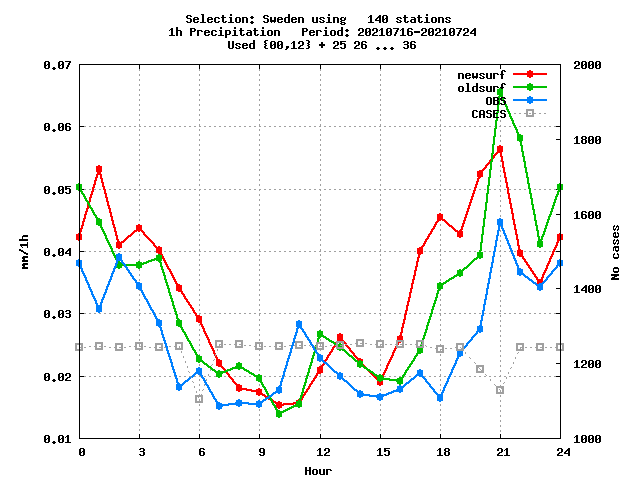 Selection: Sweden using   140 stations
1h Precipitation   Period: 20210716-20210724
Used {00,12} + 25 26 ... 36
0.07
0.06
0.05
0.04
0.03
0.02
0.01
2000
1800
1600
1400
1200
1000
newsurf
oldsurf
OBS
CASES
mm/1h
No cases
0 3 6 9 12 15 18 21 24
Hour